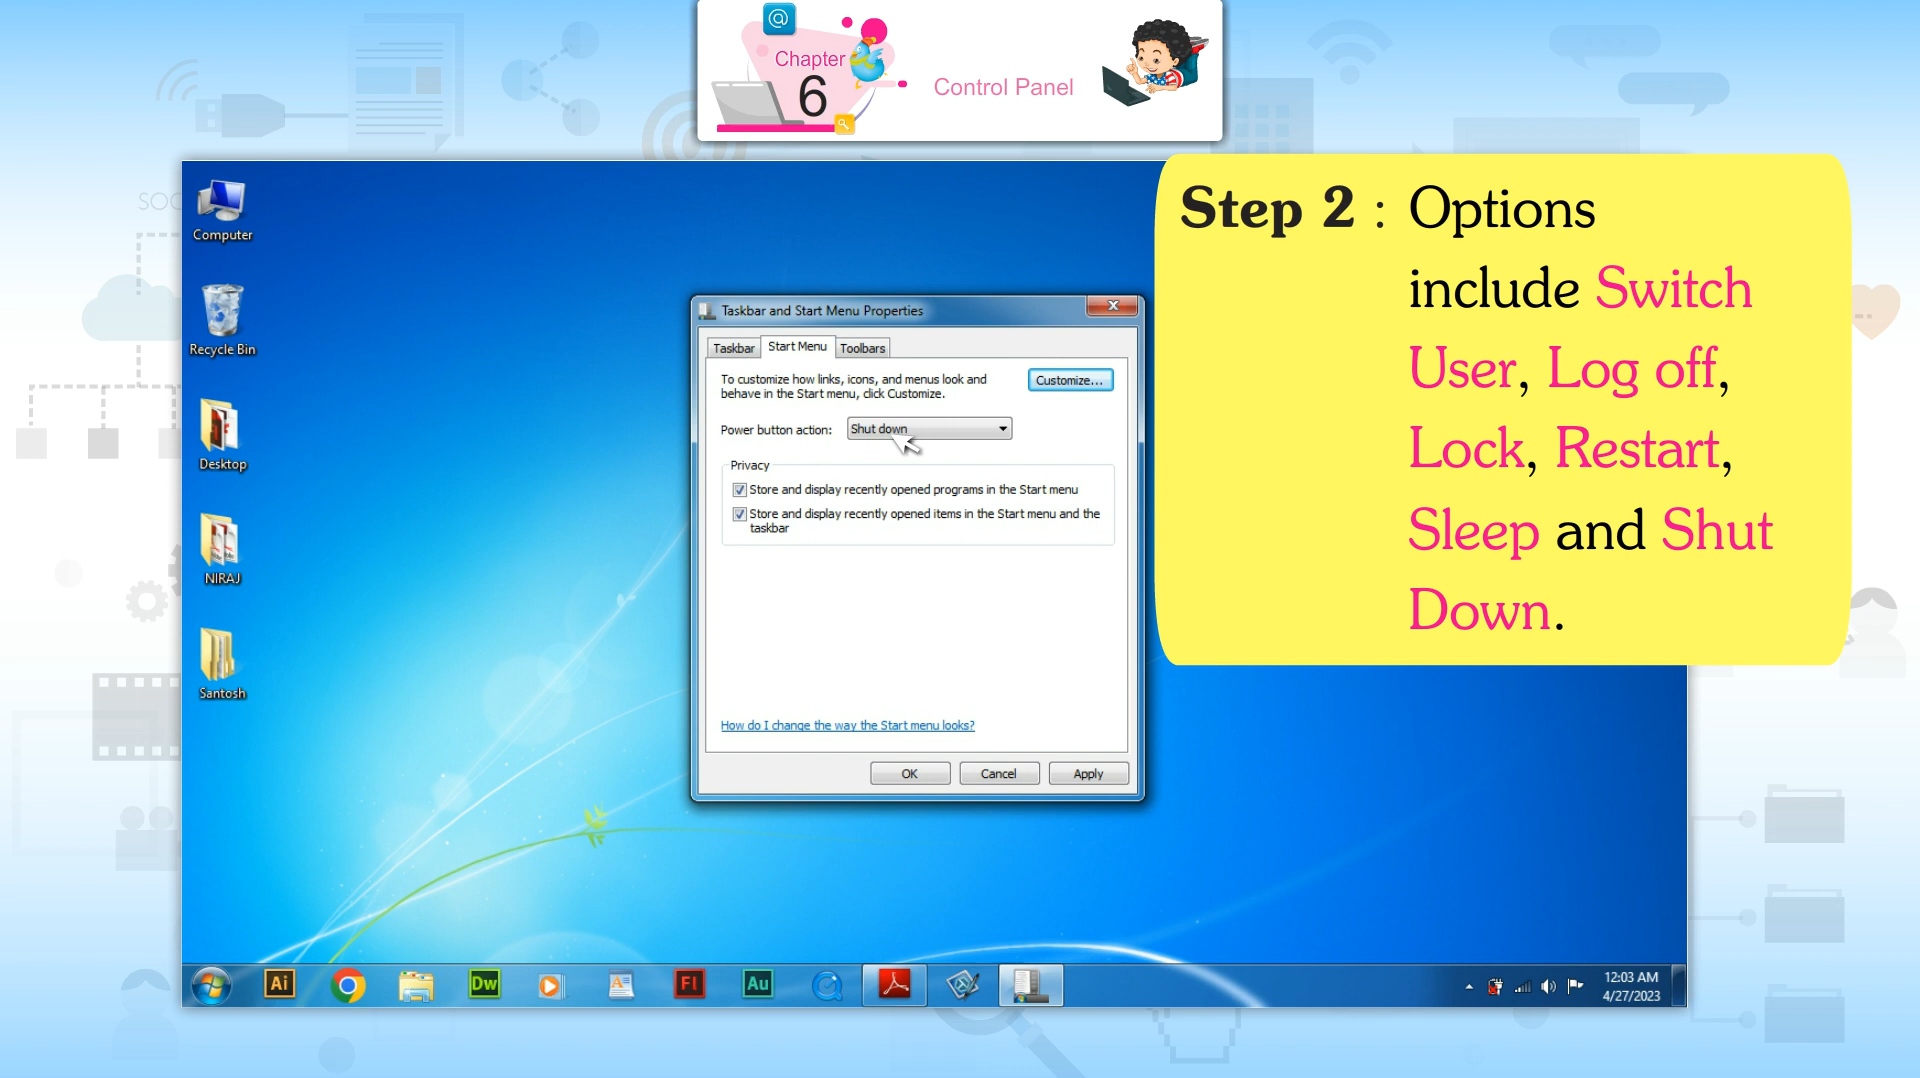 @
Chapter
6
Control Panel
SOC
Step 2 : Options
include Switch
User, Log off,
Lock, Restart,
Sleep and Shut
Down.
Computer
Recycle Bin
Desktop
NIRAJ
Santosh
Taskbar and Start Menu Properties
Taskbar Start Menu Toolbars
To customize how links, icons, and menus look and
behave in the Start menu, click Customize.
Customize...
Power button action: Shut down
Privacy
Store and display recently opened programs in the Start menu
Store and display recently opened items in the Start menu and the
taskbar
How do I change the way the Start menu looks?
OK Cancel Apply
Ai Dw A Fl Au
12:03 AM
4/27/2023